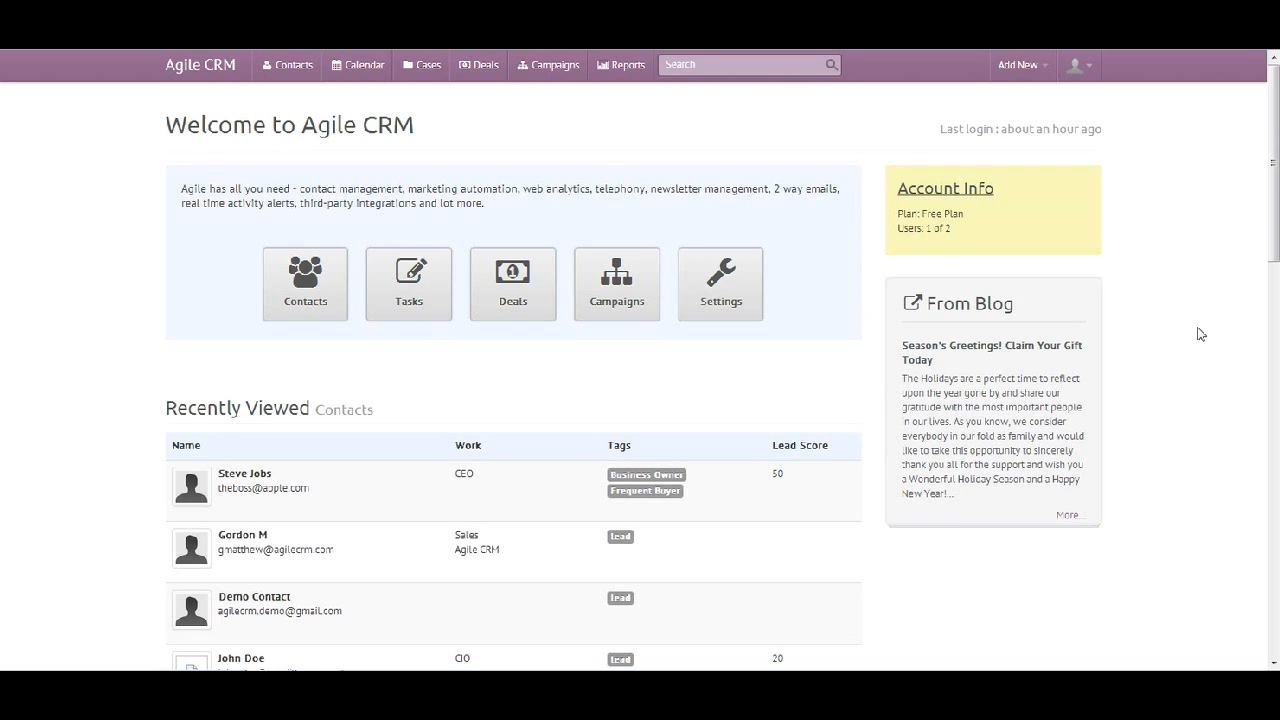 Agile CRM Contacts Calendar Cases Deals Campaigns Reports Search Add New
Welcome to Agile CRM
Last login : about an hour ago
Agile has all you need - contact management, marketing automation, web analytics, telephony, newsletter management, 2 way emails,
real time activity alerts, third-party integrations and lot more.
Contacts Tasks Deals Campaigns Settings
Account Info
Plan: Free Plan
Users: 1 of 2
From Blog
Season's Greetings! Claim Your Gift
Today
The Holidays are a perfect time to reflect
upon the year gone by and share our
gratitude with the most important people
in our lives. As you know, we consider
everybody in our fold as family and would
like to take this opportunity to sincerely
thank you all for the support and wish you
a Wonderful Holiday Season and a Happy
New Year!...
More...
Recently Viewed Contacts
Name Work Tags Lead Score
Steve Jobs CEO Business Owner 50
theboss@apple.com Frequent Buyer
Gordon M Sales lead
gmatthew@agilecrm.com Agile CRM
Demo Contact lead
agilecrm.demo@gmail.com
John Doe CIO lead 20